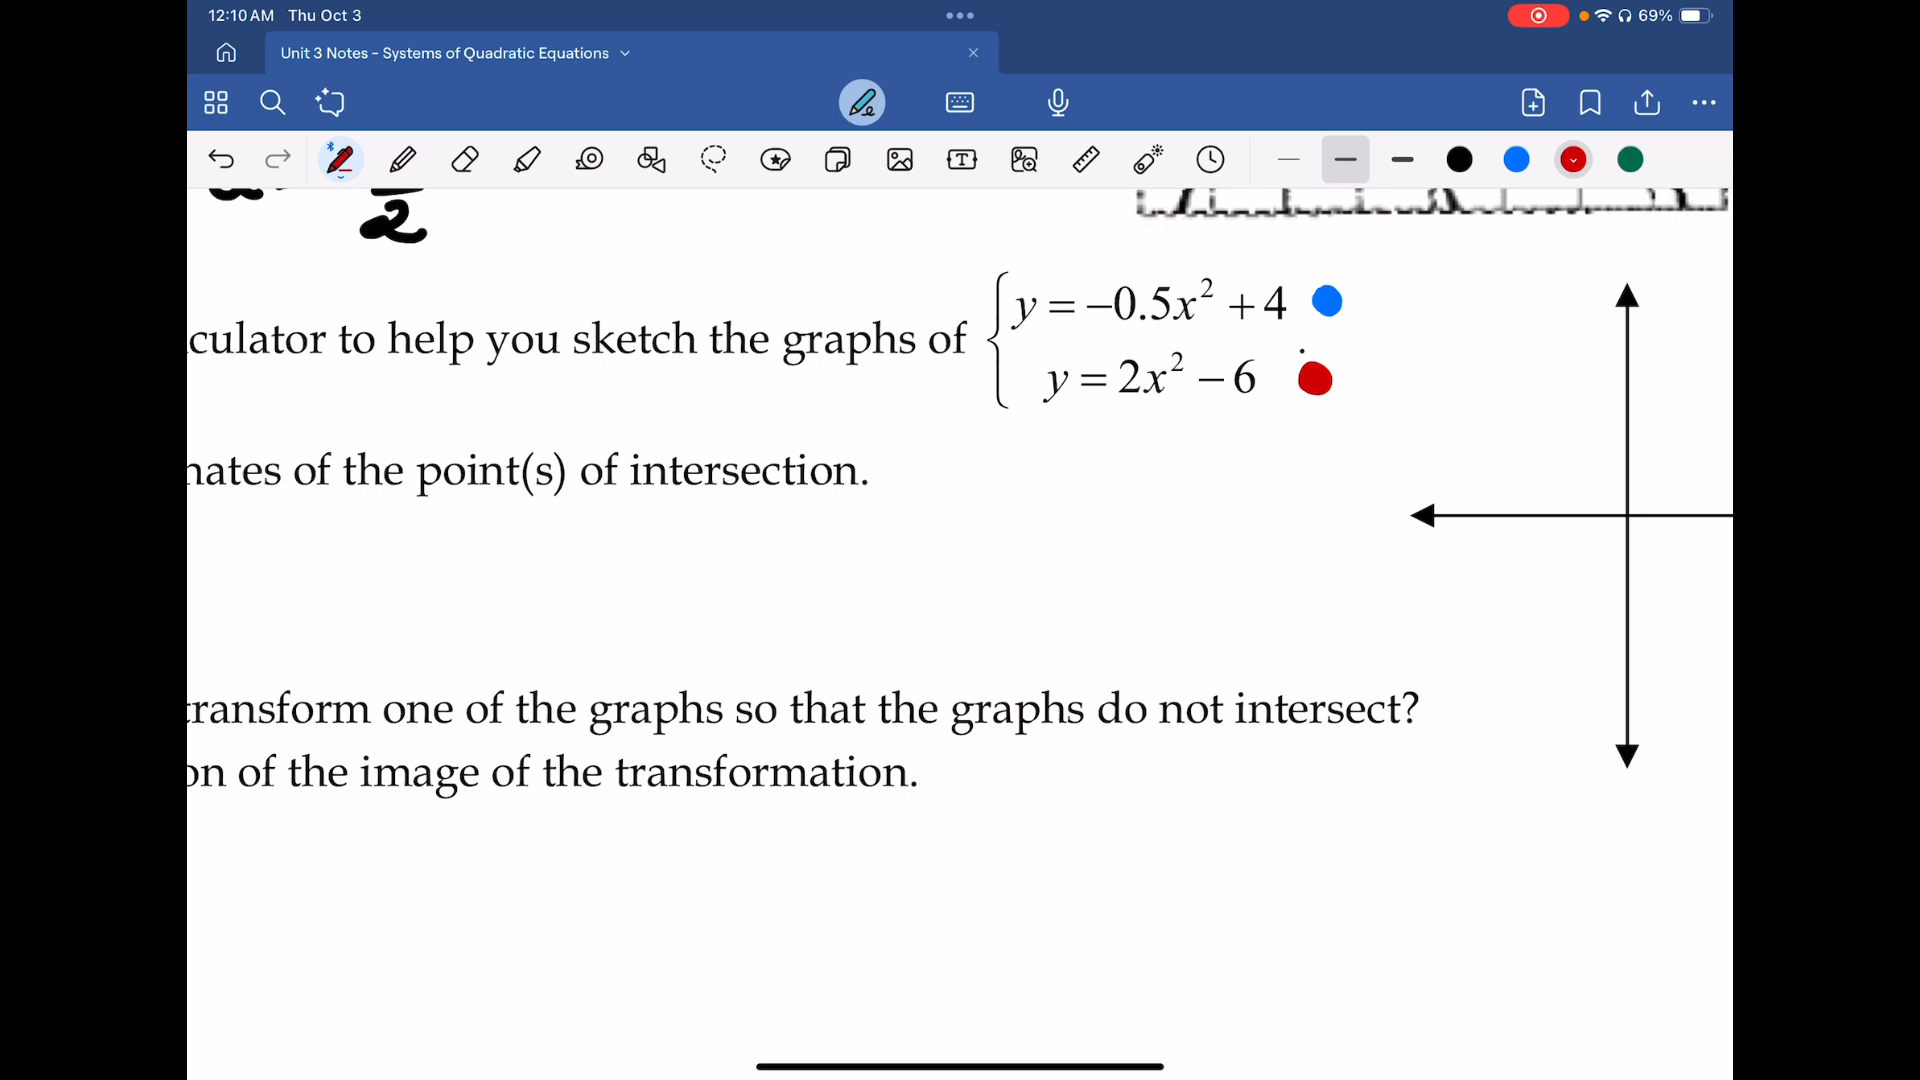 12:10 AM Thu Oct 3
69%
Unit 3 Notes - Systems of Quadratic Equations
2
y = −0.5x² + 4
culator to help you sketch the graphs of
y = 2x² − 6
nates of the point(s) of intersection.
transform one of the graphs so that the graphs do not intersect?
on of the image of the transformation.